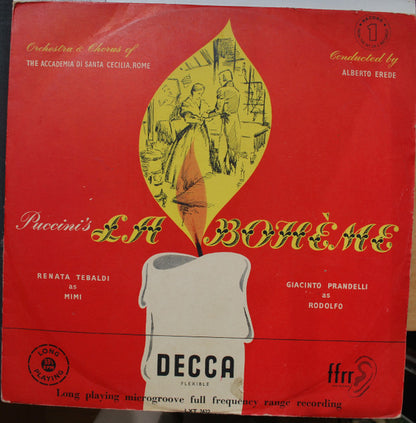 Orchestra & Chorus of
THE ACCADEMIA DI SANTA CECILIA, ROME
Conducted by
ALBERTO EREDE
1
Puccini's LA BOHÈME
RENATA TEBALDI
as
MIMI
GIACINTO PRANDELLI
as
RODOLFO
LONG
PLAYING
DECCA
FLEXIBLE
ffrr
Long playing microgroove full frequency range recording